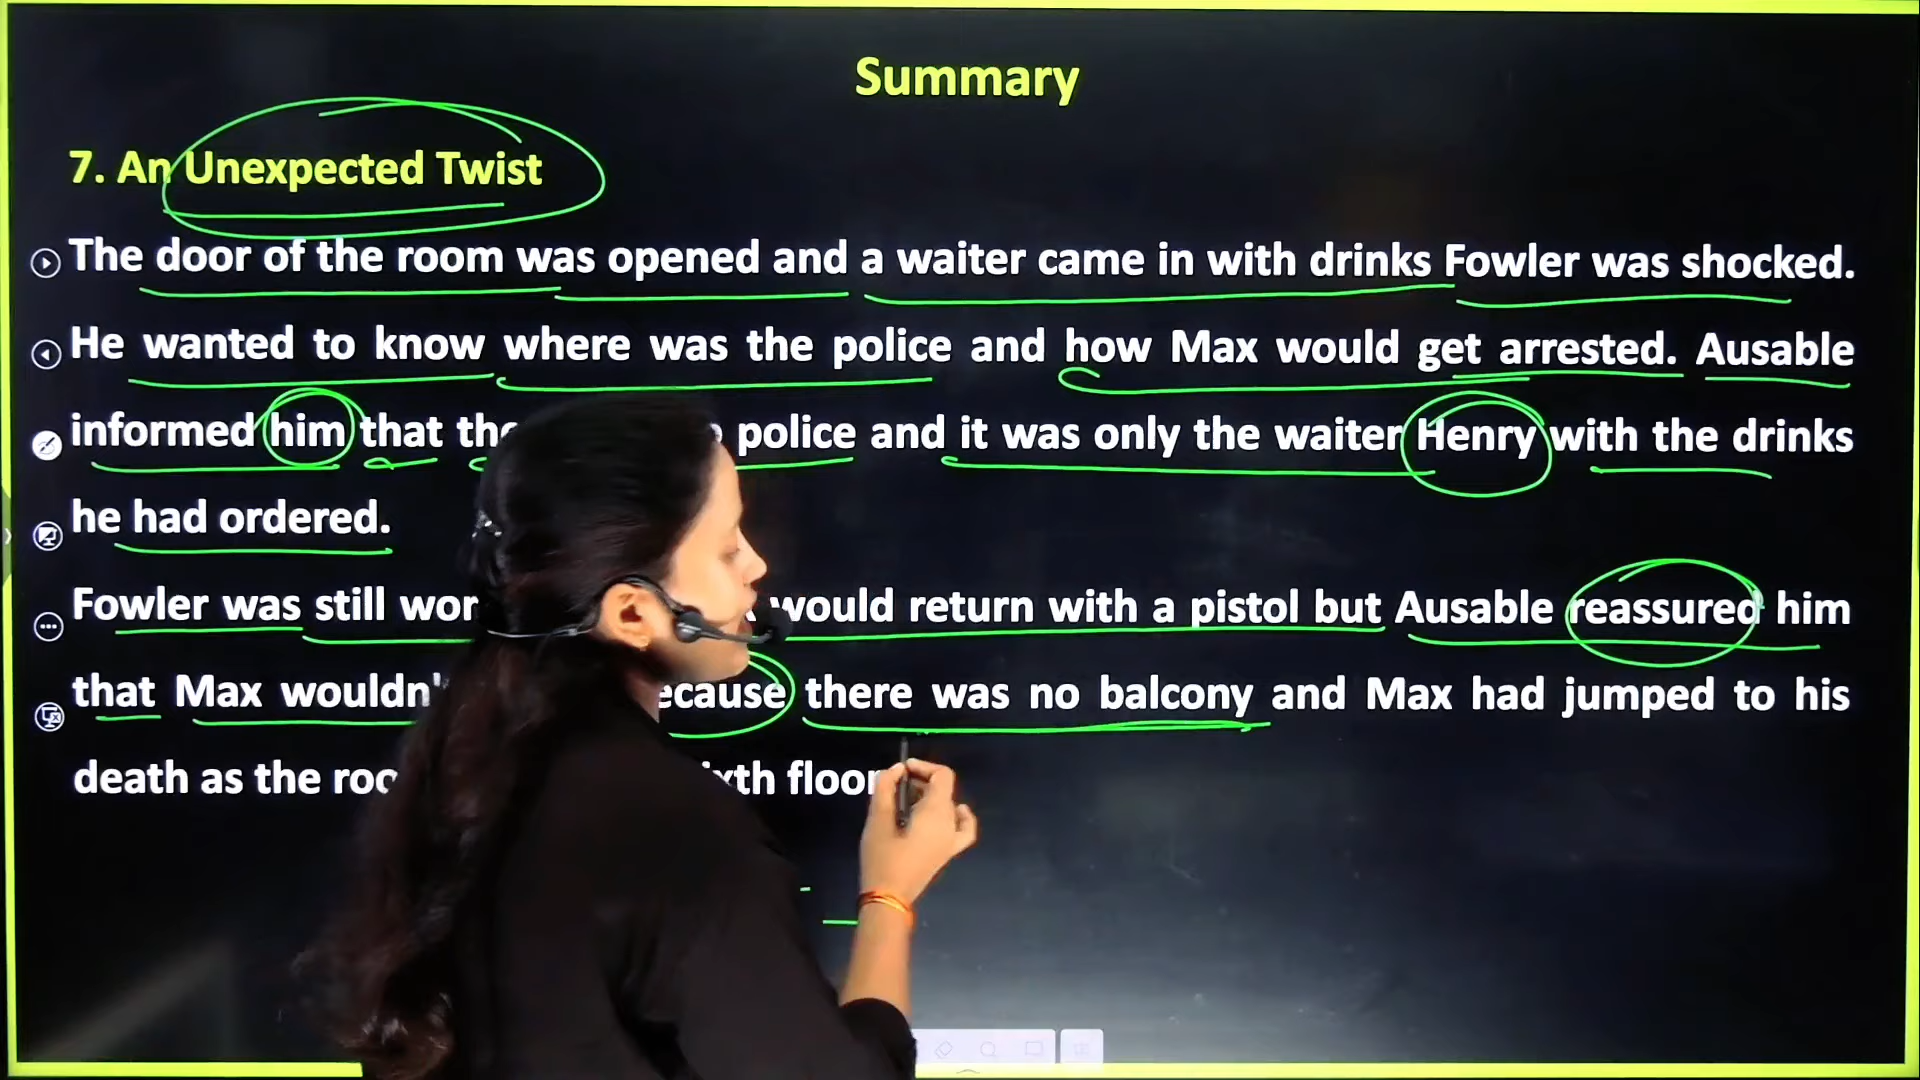 Summary
7. An Unexpected Twist
The door of the room was opened and a waiter came in with drinks Fowler was shocked.
He wanted to know where was the police and how Max would get arrested. Ausable
informed him that police and it was only the waiter Henry with the drinks
he had ordered.
Fowler was still would return with a pistol but Ausable reassured him
that Max there was no balcony and Max had jumped to his
death as the floor